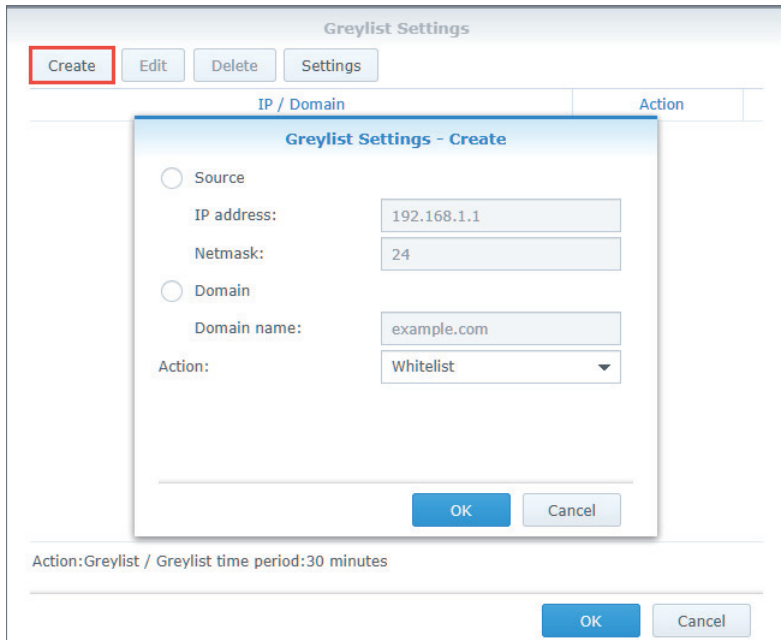 Greylist Settings
Create Edit Delete Settings
IP / Domain Action
Greylist Settings - Create
Source
IP address: 192.168.1.1
Netmask: 24
Domain
Domain name: example.com
Action: Whitelist
OK Cancel
Action:Greylist / Greylist time period:30 minutes
OK Cancel